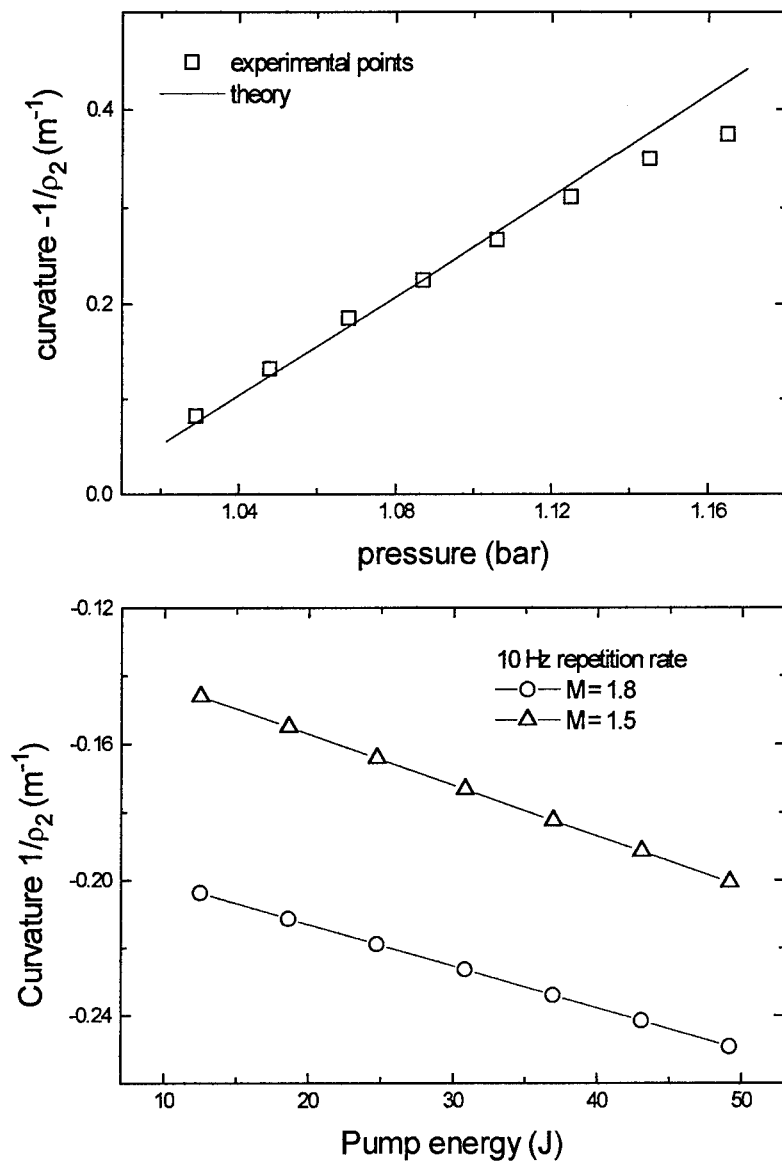 experimental points
theory
0.4
0.2
0.0
curvature -1/ρ₂ (m⁻¹)
1.04
1.08
1.12
1.16
pressure (bar)
-0.12
-0.16
-0.20
-0.24
Curvature 1/ρ₂ (m⁻¹)
10 Hz repetition rate
M = 1.8
M = 1.5
10
20
30
40
50
Pump energy (J)